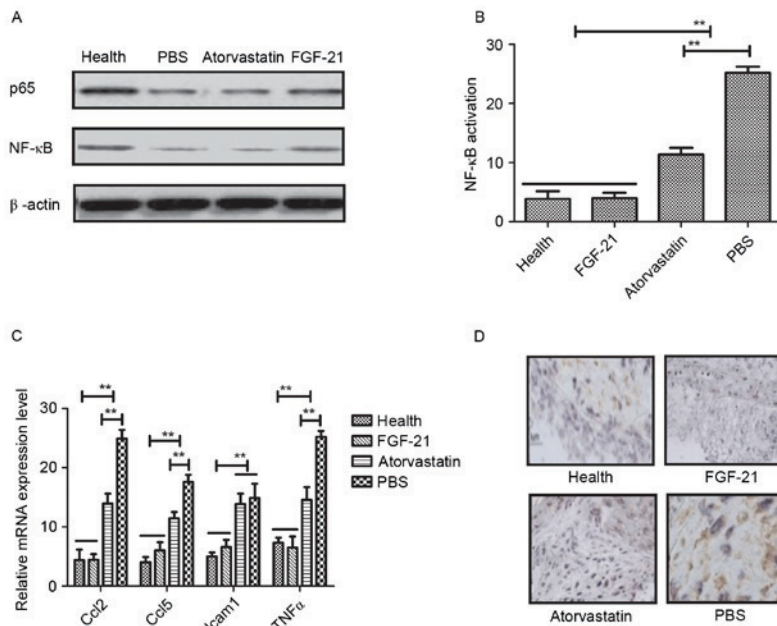 A
Health PBS Atorvastatin FGF-21
p65
NF-κB
β -actin
B
**
**
30
20
10
0
NF-κB activation
Health
FGF-21
Atorvastatin
PBS
C
Relative mRNA expression level
30
20
10
0
**
**
**
**
**
**
**
Ccl2
Ccl5
Icam1
TNFα
Health
FGF-21
Atorvastatin
PBS
D
Health
FGF-21
Atorvastatin
PBS